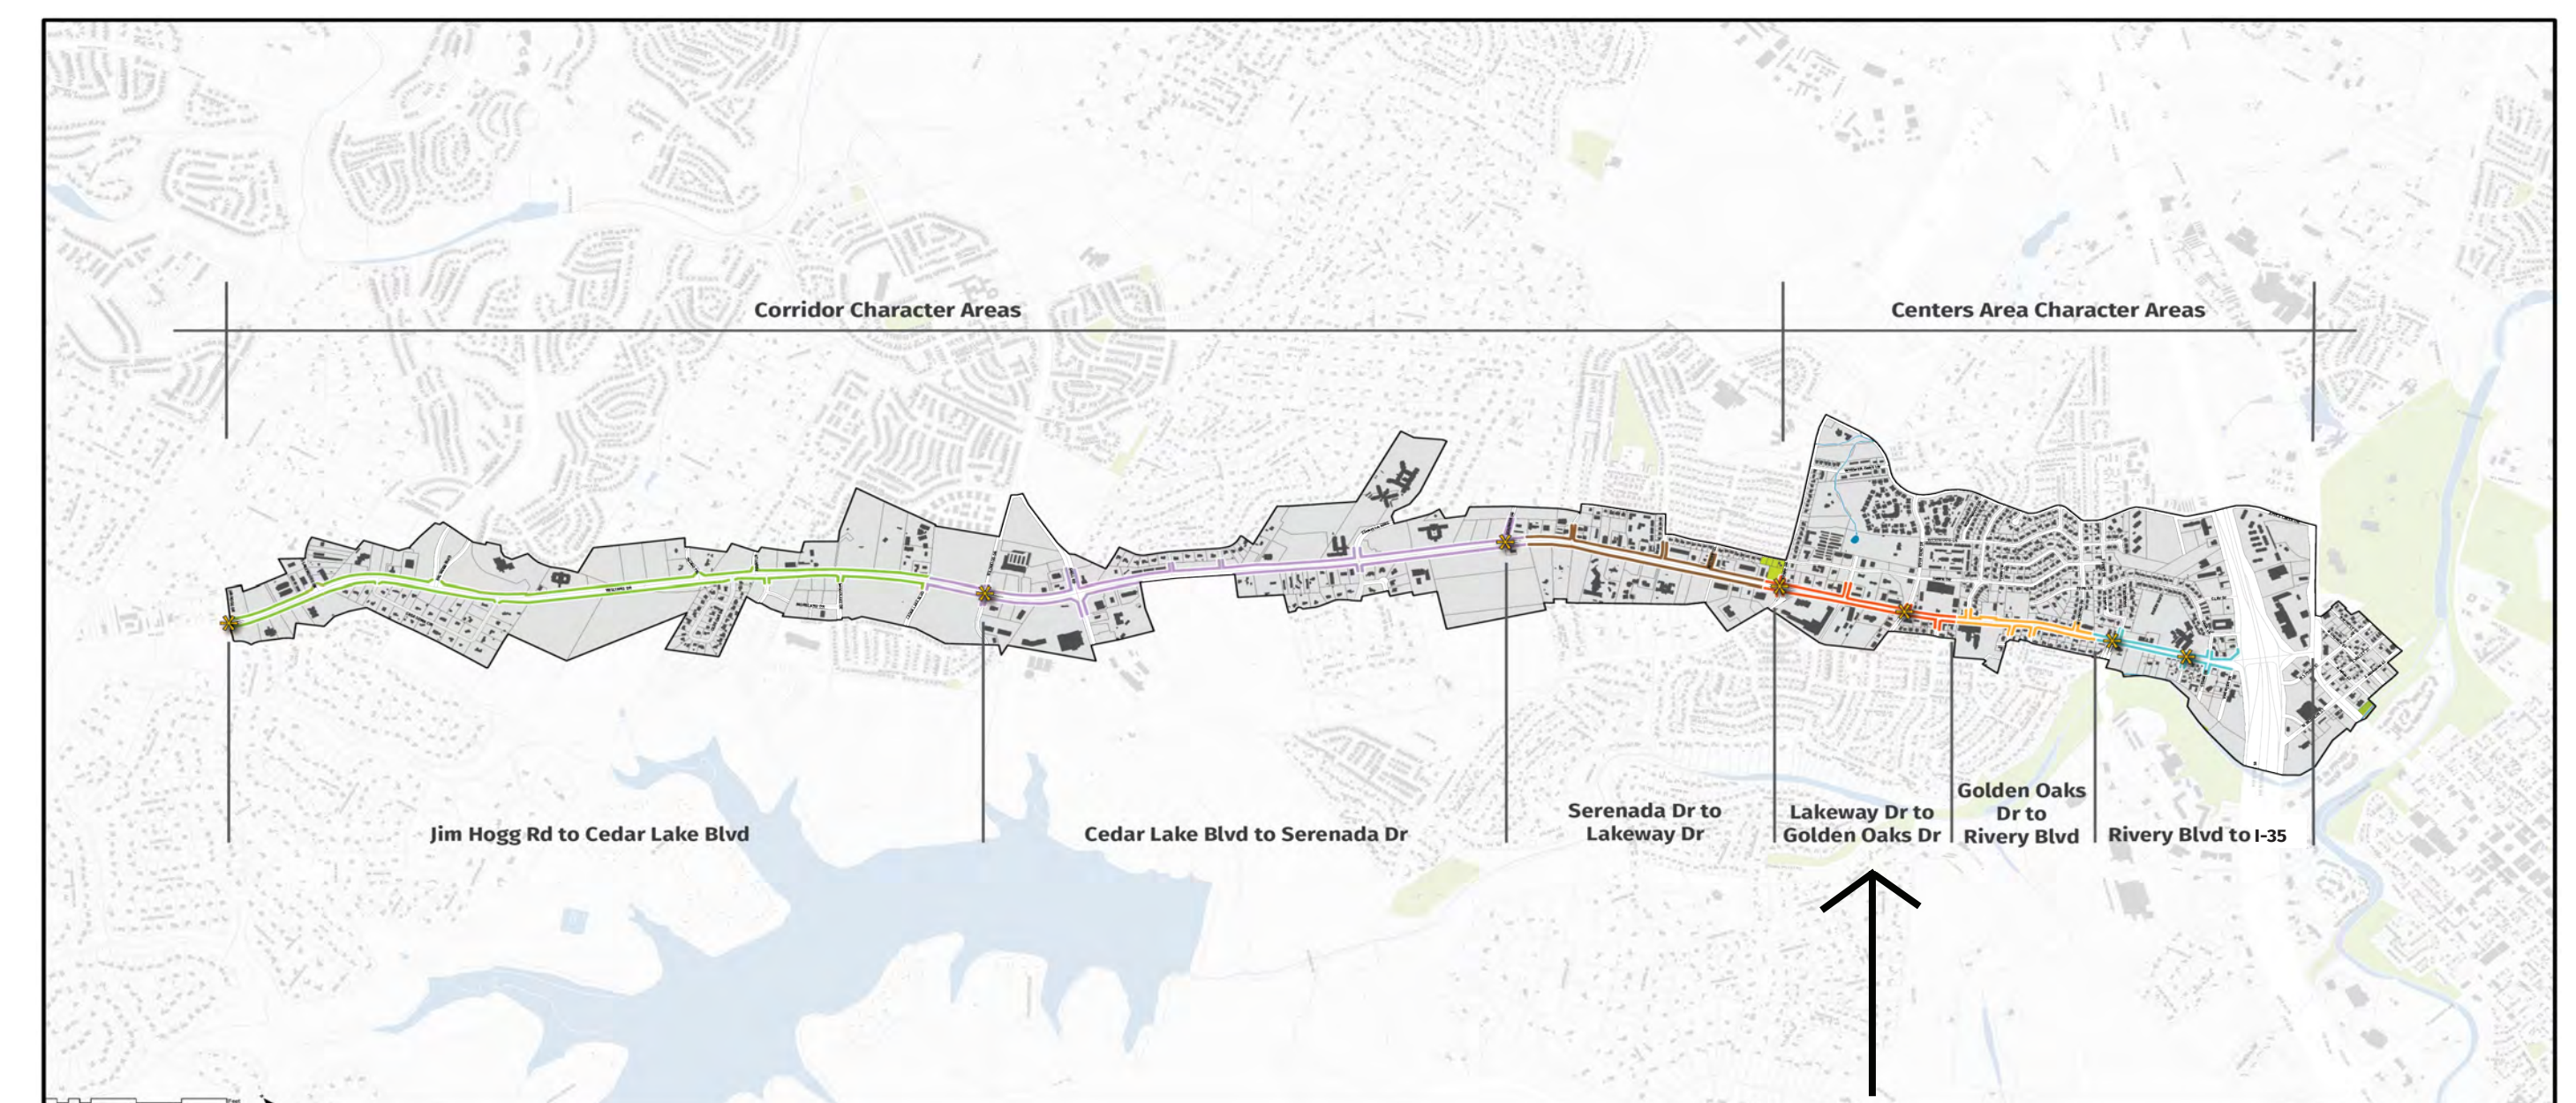 Corridor Character Areas
Centers Area Character Areas
Jim Hogg Rd to Cedar Lake Blvd
Cedar Lake Blvd to Serenada Dr
Serenada Dr to
Lakeway Dr
Lakeway Dr to
Golden Oaks Dr
Golden Oaks
Dr to
Rivery Blvd
Rivery Blvd to I-35